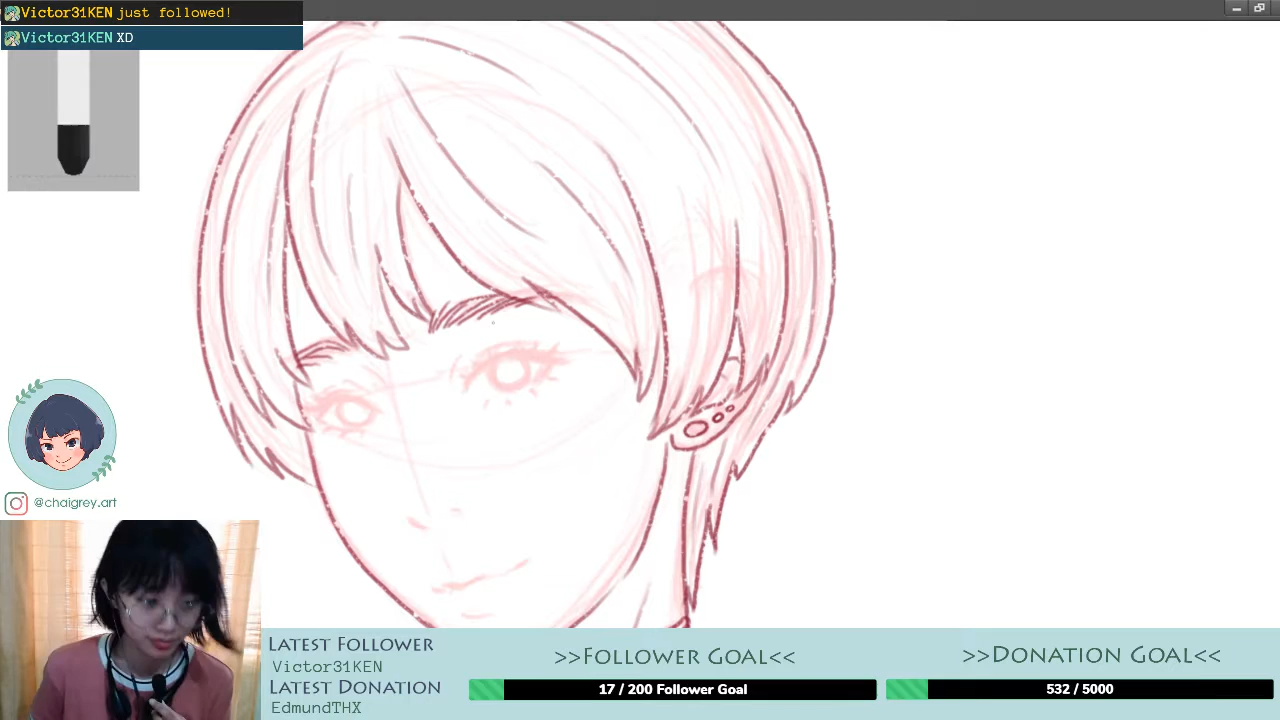 Victor31KEN just followed!
Victor31KEN XD
@chaigrey.art
LATEST FOLLOWER
Victor31KEN
LATEST DONATION
EdmundTHX
>>FOLLOWER GOAL<<
17 / 200 Follower Goal
>>DONATION GOAL<<
532 / 5000